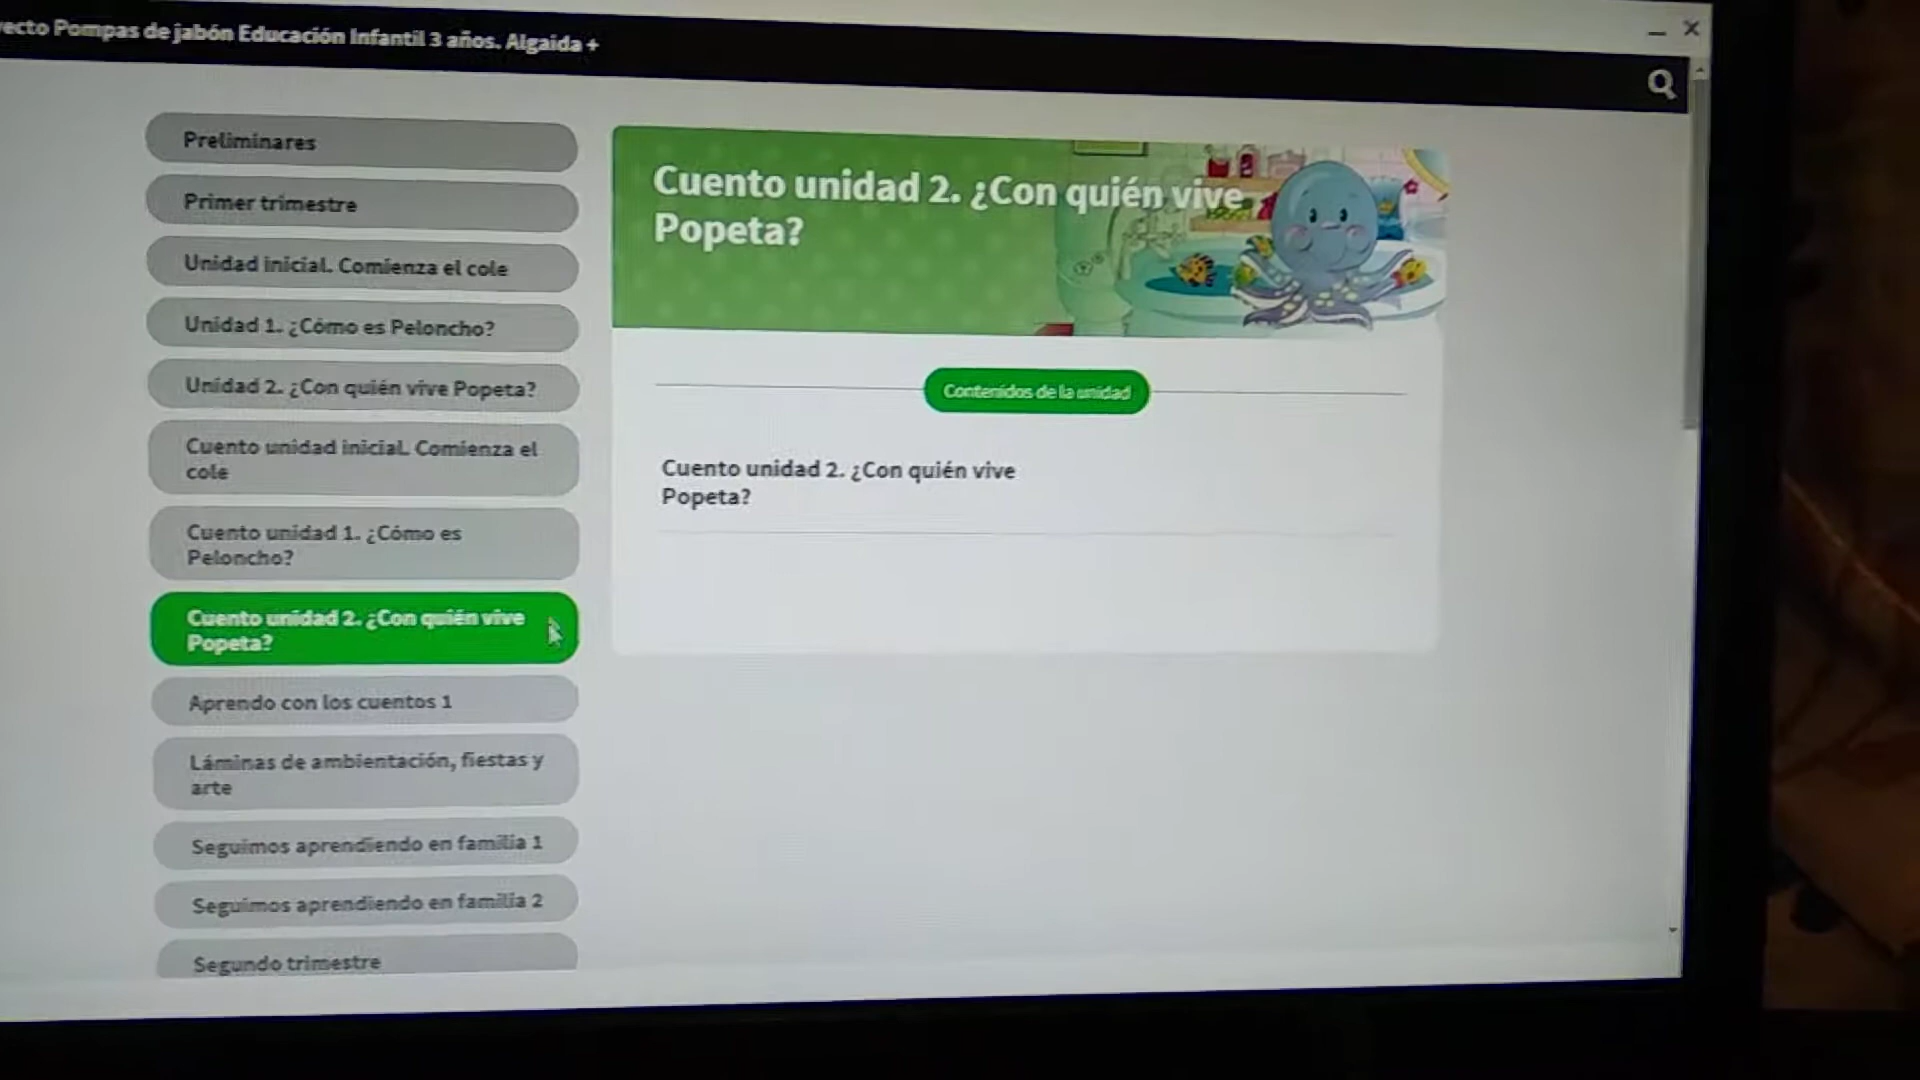 ecto Pompas de jabón Educación Infantil 3 años. Algaida +
Preliminares
Primer trimestre
Unidad inicial. Comienza el cole
Unidad 1. ¿Cómo es Peloncho?
Unidad 2. ¿Con quién vive Popeta?
Cuento unidad inicial. Comienza el
cole
Cuento unidad 1. ¿Cómo es
Peloncho?
Cuento unidad 2. ¿Con quién vive
Popeta?
Aprendo con los cuentos 1
Láminas de ambientación, fiestas y
arte
Seguimos aprendiendo en familia 1
Seguimos aprendiendo en familia 2
Segundo trimestre
Cuento unidad 2. ¿Con quién vive
Popeta?
Contenidos de la unidad
Cuento unidad 2. ¿Con quién vive
Popeta?